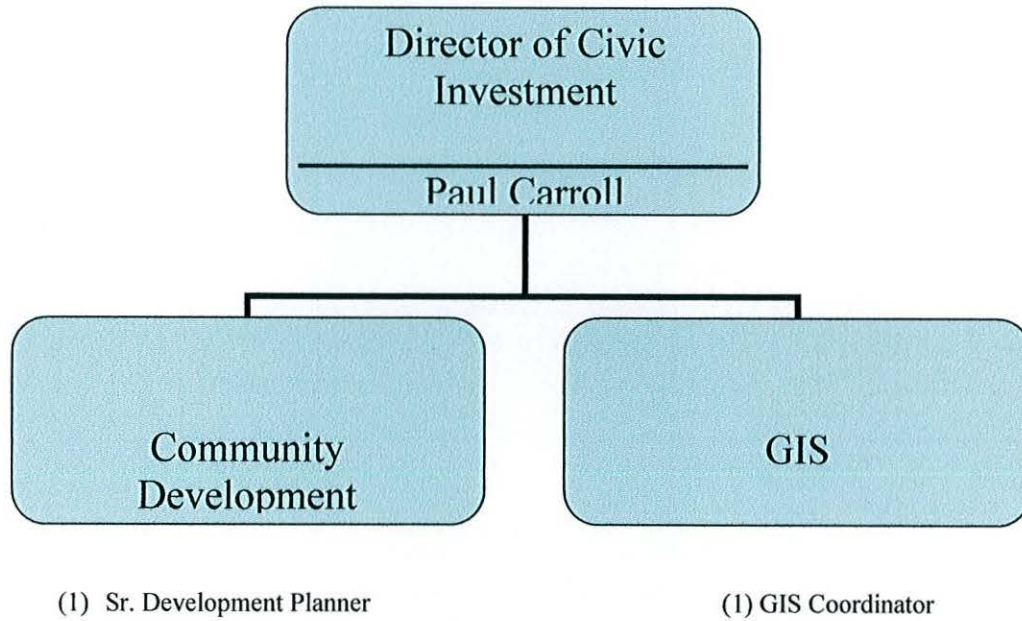 Director of Civic
Investment
Paul Carroll
Community
Development
GIS
(1) Sr. Development Planner
(1) GIS Coordinator